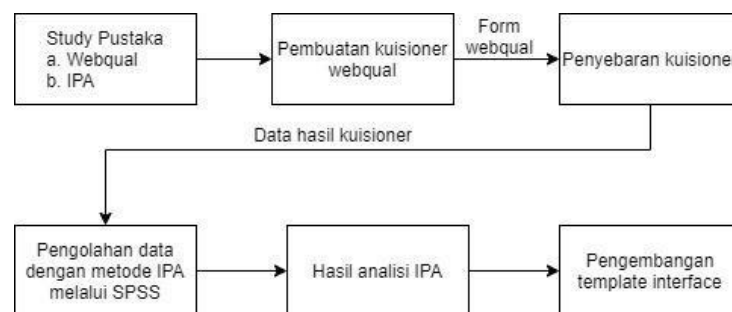 Study Pustaka
a. Webqual
b. IPA
Pembuatan kuisioner
webqual
Form
webqual
Penyebaran kuisione
Data hasil kuisioner
Pengolahan data
dengan metode IPA
melalui SPSS
Hasil analisi IPA
Pengembangan
template interface